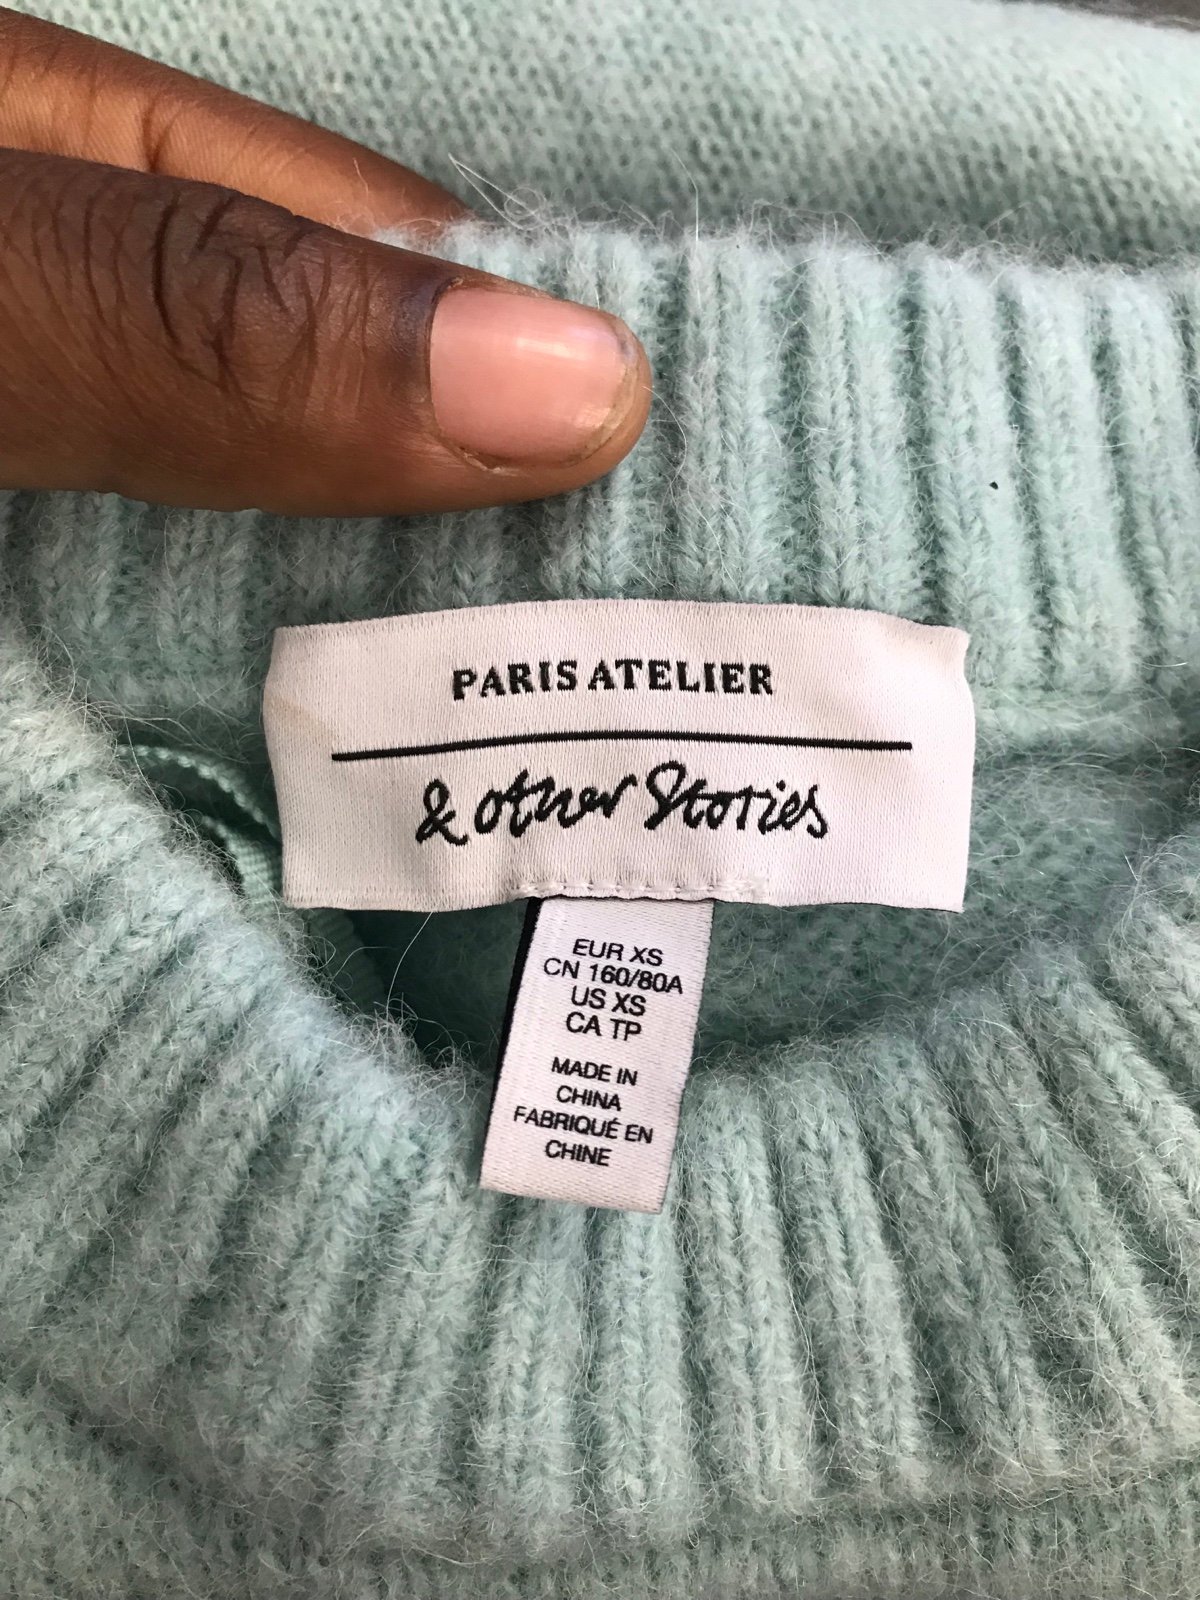 PARIS ATELIER
& other Stories
EUR XS
CN 160/80A
US XS
CA TP
MADE IN
CHINA
FABRIQUÉ EN
CHINE